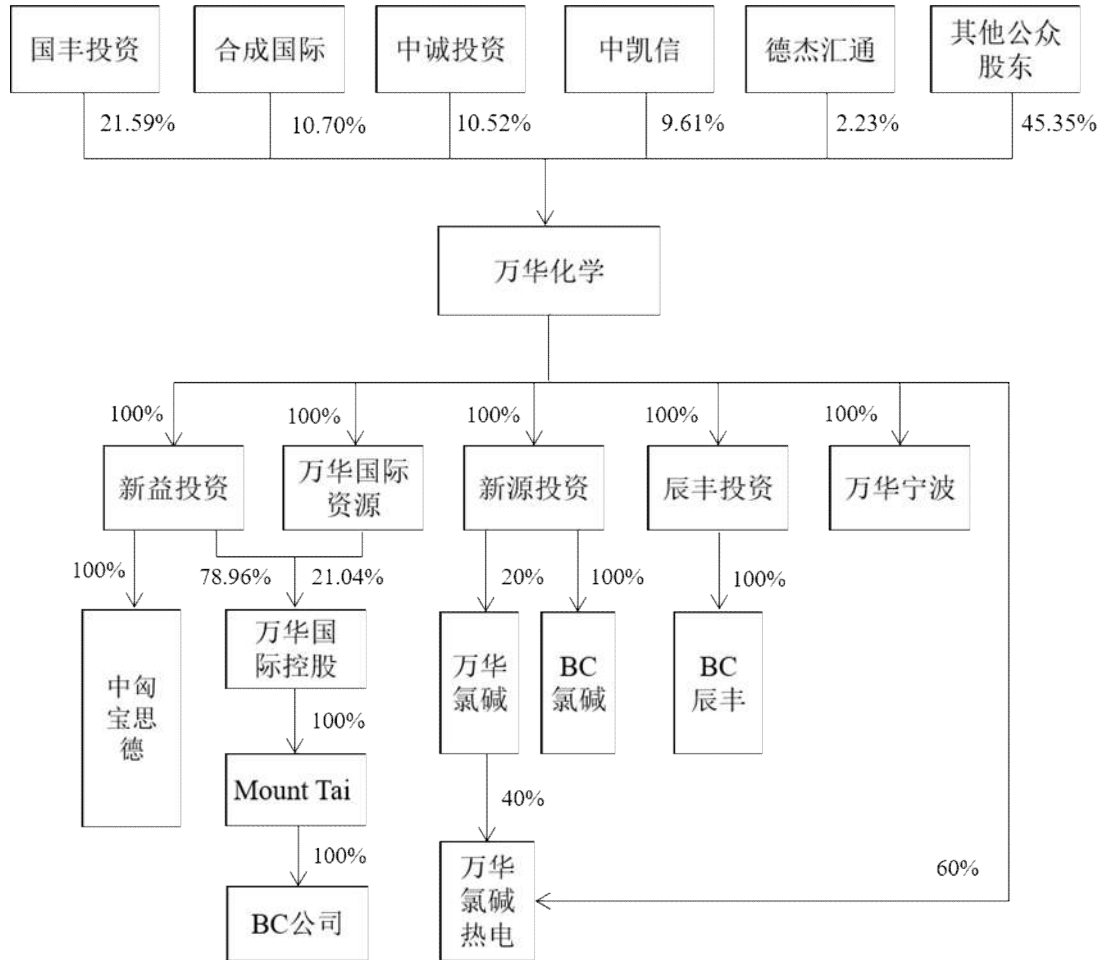 国丰投资
合成国际
中诚投资
中凯信
德杰汇通
其他公众
股东
21.59%
10.70%
10.52%
9.61%
2.23%
45.35%
万华化学
100%
100%
100%
100%
100%
新益投资
万华国际
资源
新源投资
辰丰投资
万华宁波
100%
78.96%
21.04%
20%
100%
100%
中匈
宝思
德
万华国
际控股
万华
氯碱
BC
氯碱
BC
辰丰
100%
40%
Mount Tai
100%
60%
BC公司
万华
氯碱
热电